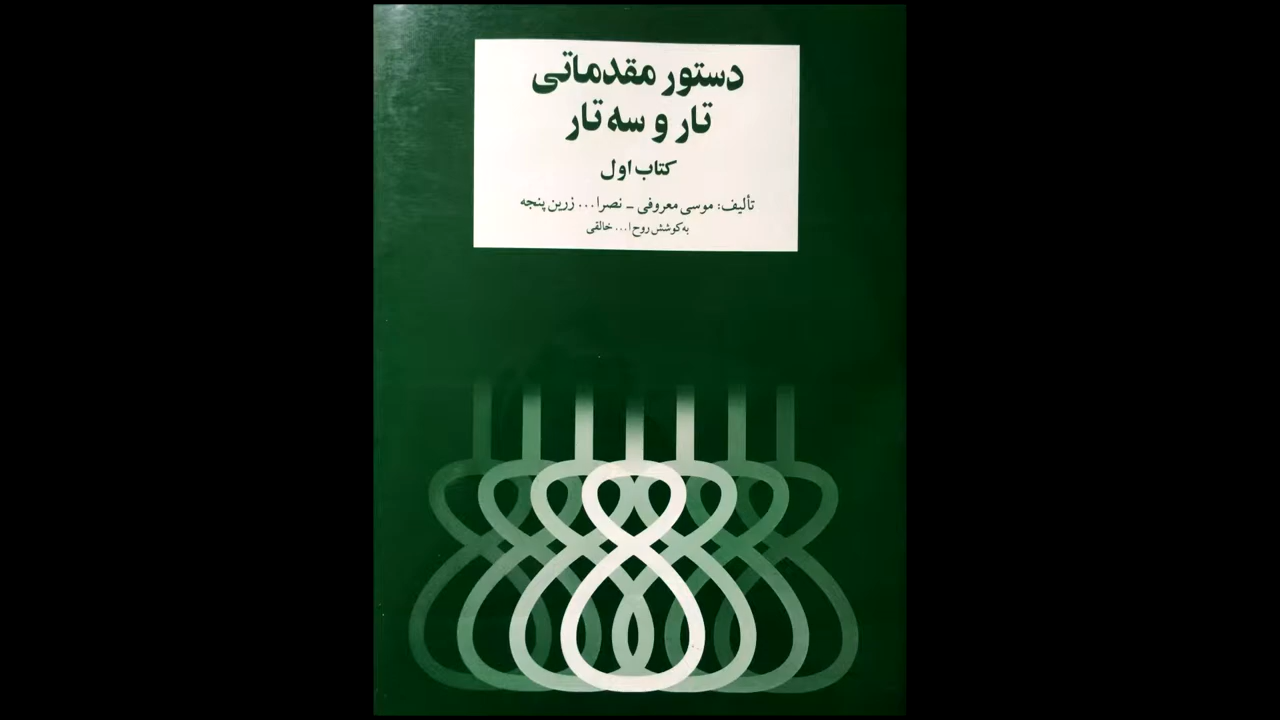 دستور مقدماتی
تار و سه تار
کتاب اول
تألیف: موسی معروفی ـ نصرا... زرین پنجه
به کوشش روح ا... خالقی